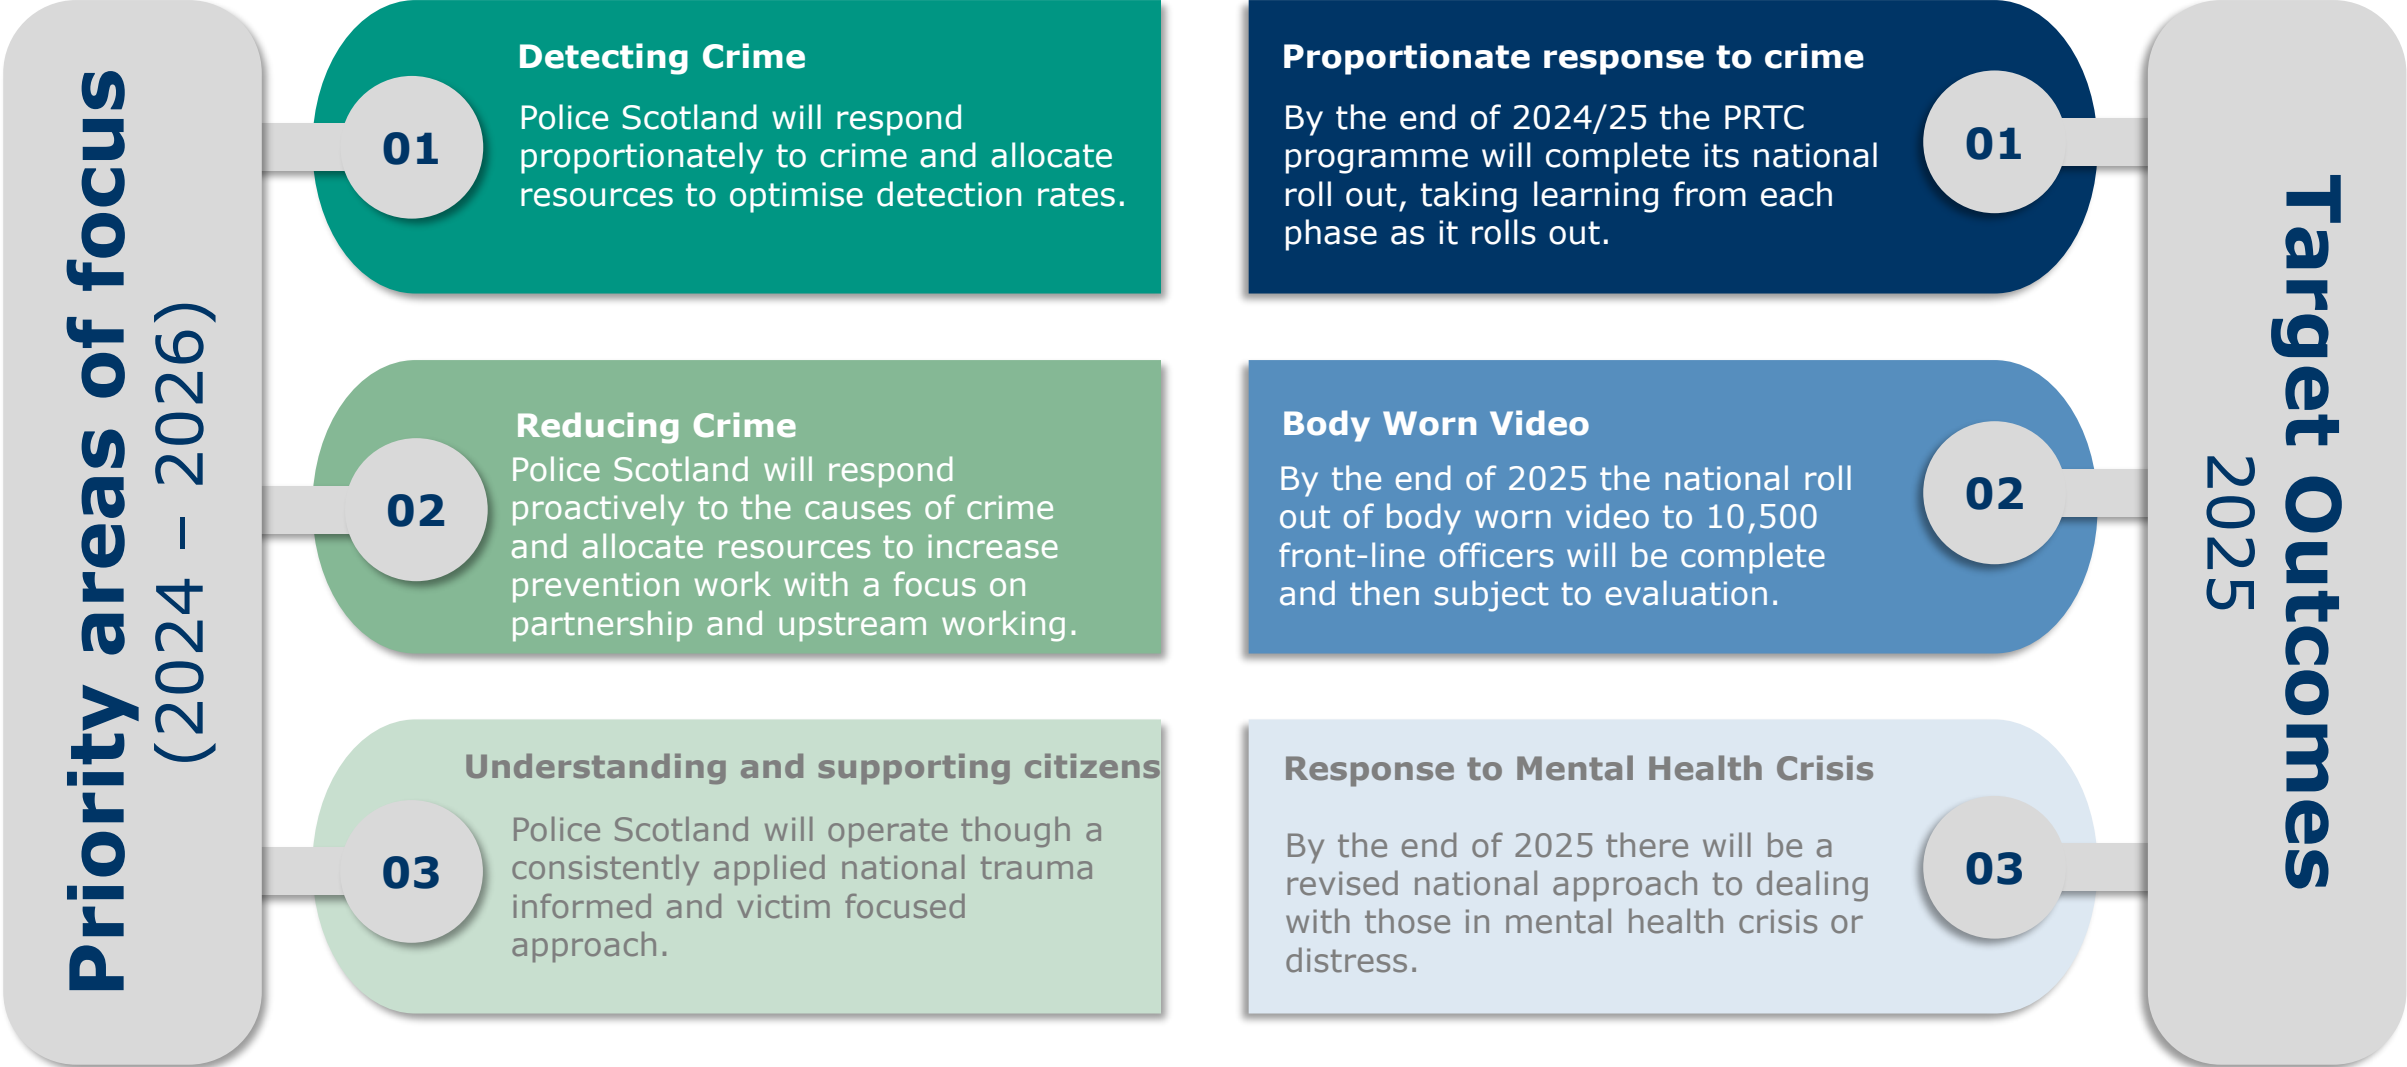 Priority areas of focus
(2024 – 2026)
01
Detecting Crime
Police Scotland will respond
proportionately to crime and allocate
resources to optimise detection rates.
02
Reducing Crime
Police Scotland will respond
proactively to the causes of crime
and allocate resources to increase
prevention work with a focus on
partnership and upstream working.
03
Understanding and supporting citizens
Police Scotland will operate though a
consistently applied national trauma
informed and victim focused
approach.
Target Outcomes
2025
Proportionate response to crime
01
By the end of 2024/25 the PRTC
programme will complete its national
roll out, taking learning from each
phase as it rolls out.
Body Worn Video
02
By the end of 2025 the national roll
out of body worn video to 10,500
front-line officers will be complete
and then subject to evaluation.
Response to Mental Health Crisis
03
By the end of 2025 there will be a
revised national approach to dealing
with those in mental health crisis or
distress.